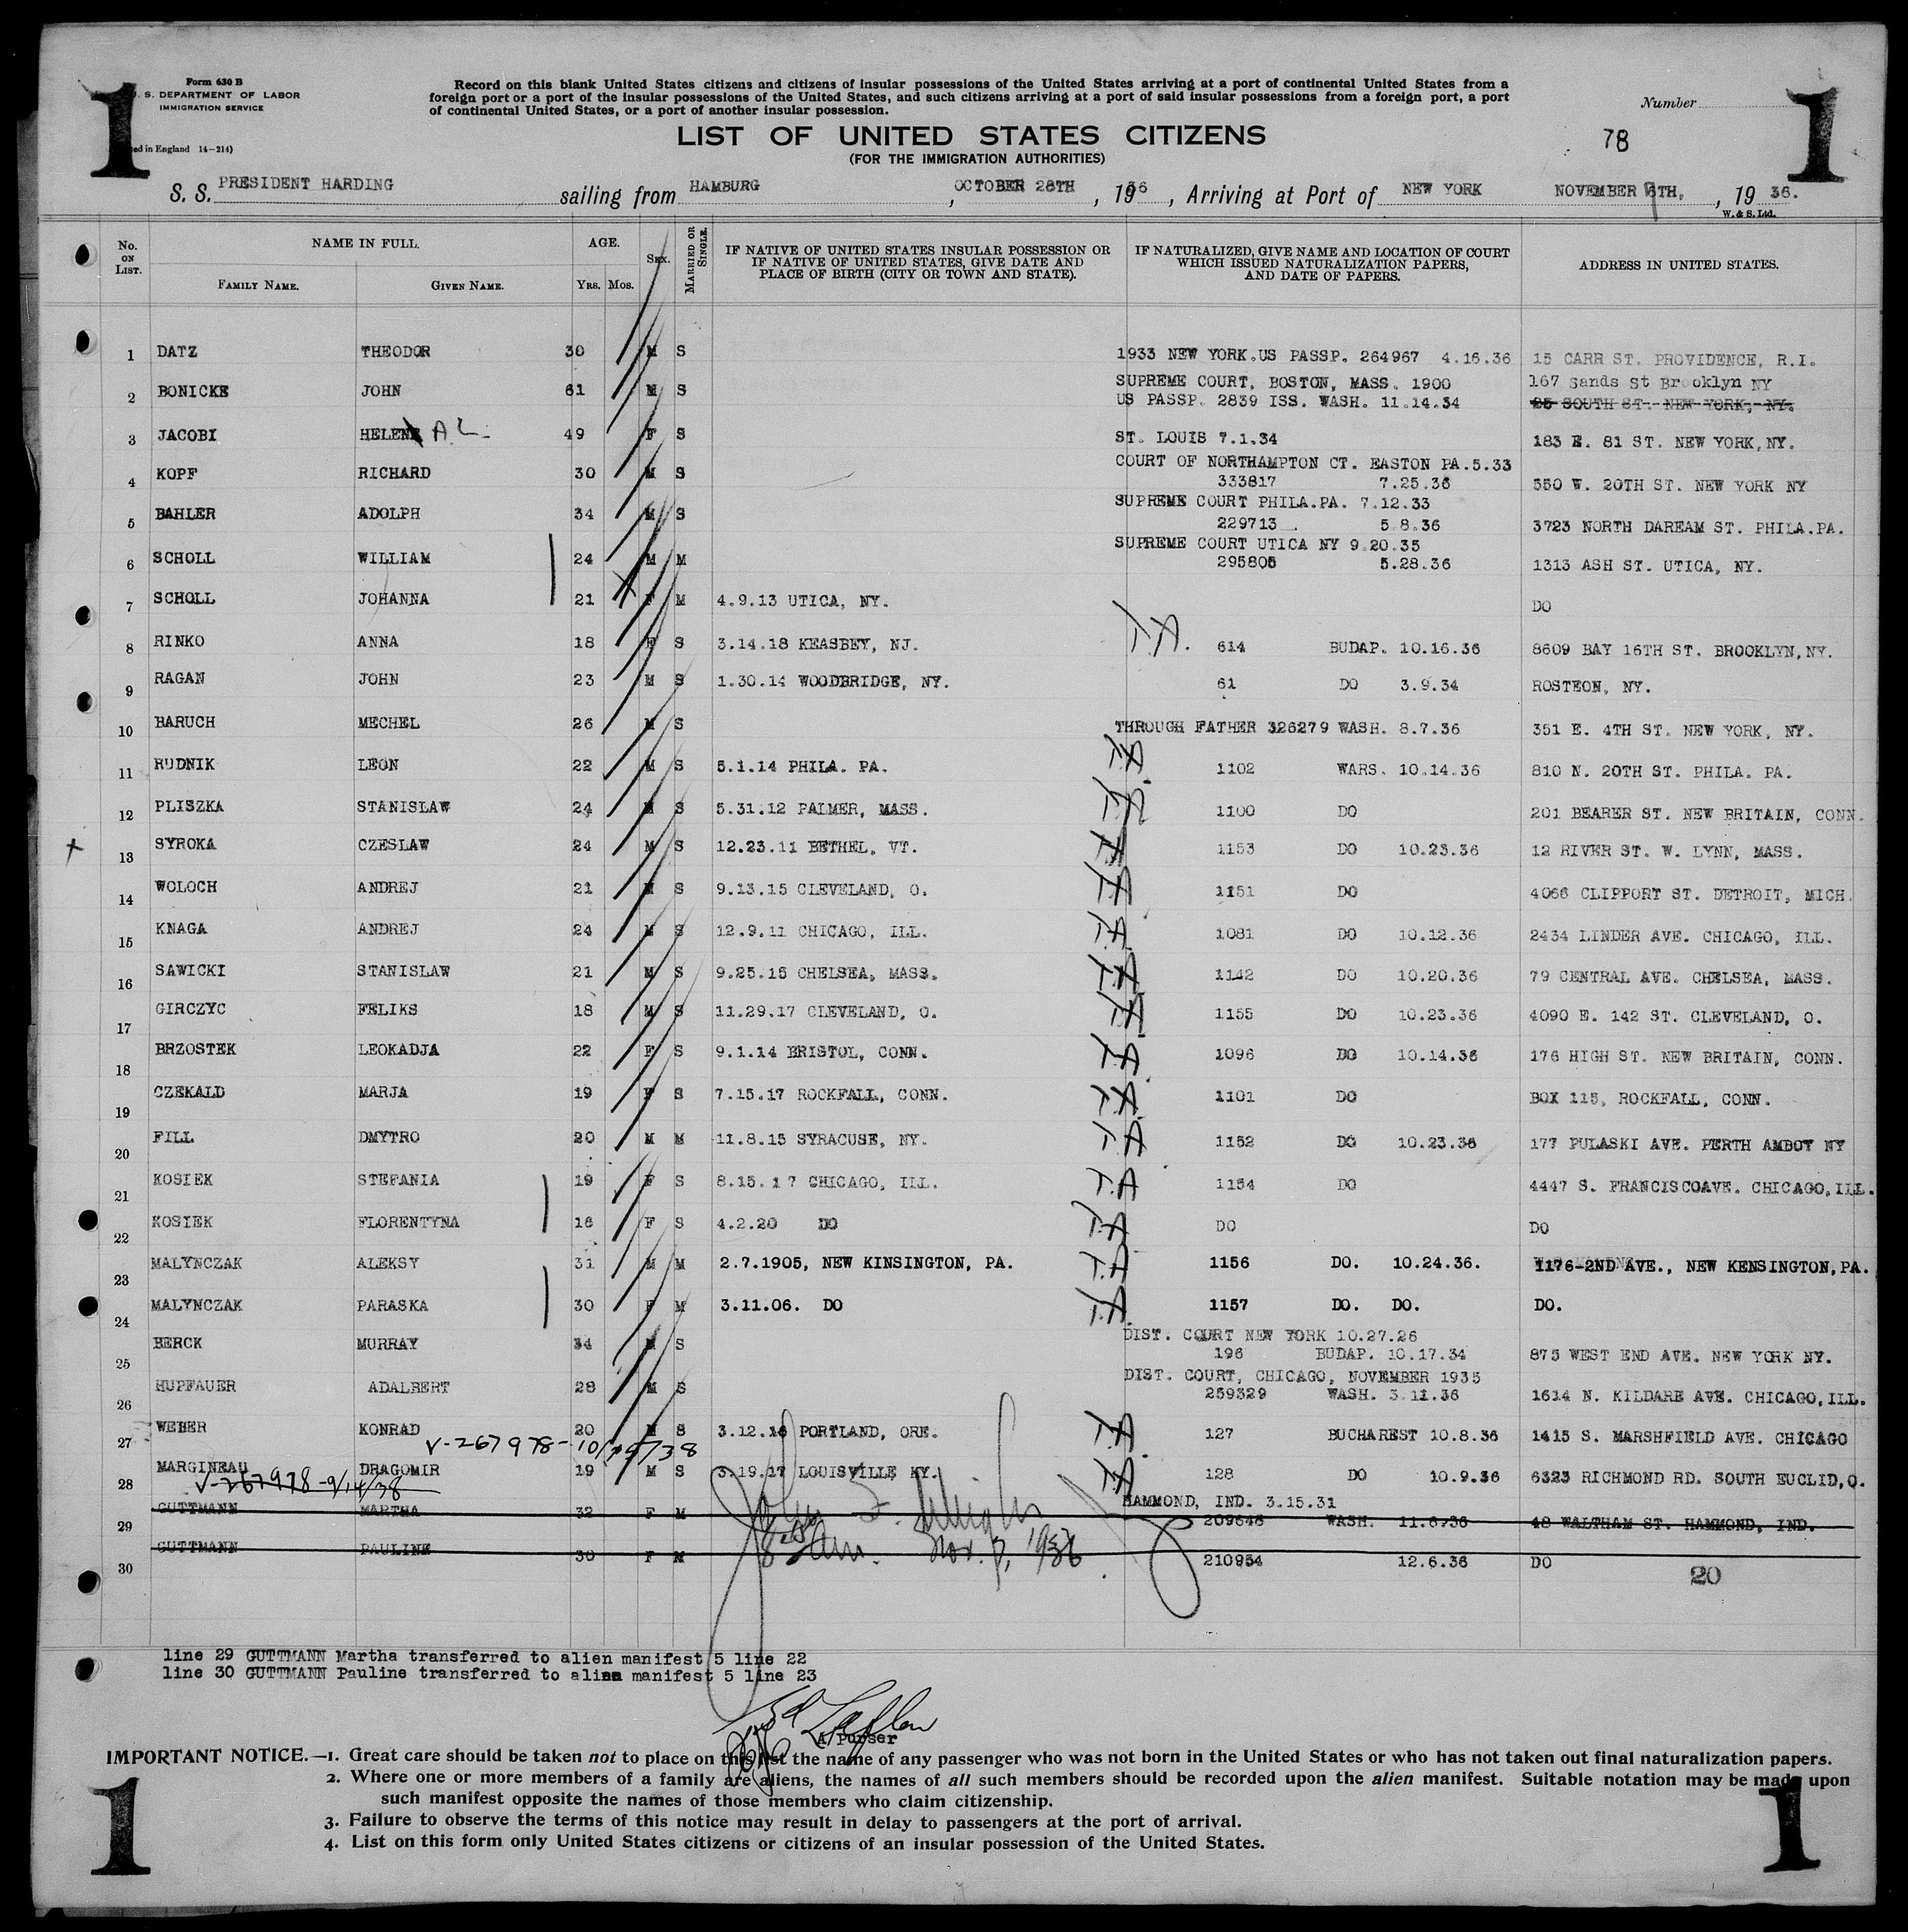 1
Form 630 B
U. S. DEPARTMENT OF LABOR
IMMIGRATION SERVICE
ed in England 14-214)
Record on this blank United States citizens and citizens of insular possessions of the United States arriving at a port of continental United States from a
foreign port or a port of the insular possessions of the United States, and such citizens arriving at a port of said insular possessions from a foreign port, a port
of continental United States, or a port of another insular possession.
Number
1
LIST OF UNITED STATES CITIZENS
78
(FOR THE IMMIGRATION AUTHORITIES)
S. S. PRESIDENT HARDING sailing from HAMBURG, OCTOBER 28TH, 1936, Arriving at Port of NEW YORK NOVEMBER 7TH, 1936.
W. & S. Ltd.
No. ON LIST. NAME IN FULL. FAMILY NAME. GIVEN NAME. AGE. YRS. MOS. SEX. MARRIED OR SINGLE. IF NATIVE OF UNITED STATES INSULAR POSSESSION OR IF NATIVE OF UNITED STATES, GIVE DATE AND PLACE OF BIRTH (CITY OR TOWN AND STATE). IF NATURALIZED, GIVE NAME AND LOCATION OF COURT WHICH ISSUED NATURALIZATION PAPERS, AND DATE OF PAPERS. ADDRESS IN UNITED STATES.
1 DATZ THEODOR 30 M S 1933 NEW YORK.US PASSP. 264967 4.16.36 15 CARR ST. PROVIDENCE, R.I.
2 BONICKE JOHN 61 M S SUPREME COURT, BOSTON, MASS. 1900 167 Sands St Brooklyn NY
US PASSP. 2839 ISS. WASH. 11.14.34 25 SOUTH ST. NEW YORK, NY.
3 JACOBI HELENE A.L. 49 F S ST. LOUIS 7.1.34 183 E. 81 ST. NEW YORK,NY.
4 KOPF RICHARD 30 M S COURT OF NORTHAMPTON CT. EASTON PA.5.33
333817 7.25.36 350 W. 20TH ST. NEW YORK NY
5 BAHLER ADOLPH 34 M S SUPREME COURT PHILA.PA. 7.12.33
229713 5.8.36 3723 NORTH DAREAM ST. PHILA.PA.
6 SCHOLL WILLIAM 24 M M SUPREME COURT UTICA NY 9.20.35
295805 5.28.36 1313 ASH ST. UTICA, NY.
7 SCHOLL JOHANNA 21 F M 4.9.13 UTICA, NY. DO
8 RINKO ANNA 18 F S 3.14.18 KEASBEY, NJ. T.A. 614 BUDAP. 10.16.36 8609 BAY 16TH ST. BROOKLYN,NY.
9 RAGAN JOHN 23 M S 1.30.14 WOODBRIDGE, NY. 61 DO 3.9.34 ROSTEON, NY.
10 BARUCH MECHEL 26 M S THROUGH FATHER 326279 WASH. 8.7.36 351 E. 4TH ST. NEW YORK, NY.
11 RUDNIK LEON 22 M S 5.1.14 PHILA. PA. T.A. 1102 WARS. 10.14.36 810 N. 20TH ST. PHILA. PA.
12 PLISZKA STANISLAW 24 M S 5.31.12 PALMER, MASS. T.A. 1100 DO 201 BEARER ST. NEW BRITAIN, CONN.
13 SYROKA CZESLAW 24 M S 12.23.11 BETHEL, VT. T.A. 1153 DO 10.23.36 12 RIVER ST. W. LYNN, MASS.
14 WOLOCH ANDREJ 21 M S 9.13.15 CLEVELAND, O. T.A. 1151 DO 4066 CLIPPORT ST. DETROIT, MICH.
15 KNAGA ANDREJ 24 M S 12.9.11 CHICAGO, ILL. T.A. 1081 DO 10.12.36 2434 LINDER AVE. CHICAGO, ILL.
16 SAWICKI STANISLAW 21 M S 9.25.15 CHELSEA, MASS. T.A. 1142 DO 10.20.36 79 CENTRAL AVE. CHELSEA, MASS.
17 GIRCZYC FELIKS 18 M S 11.29.17 CLEVELAND, O. T.A. 1155 DO 10.23.36 4090 E. 142 ST. CLEVELAND, O.
18 BRZOSTEK LEOKADJA 22 F S 9.1.14 BRISTOL, CONN. T.A. 1096 DO 10.14.36 176 HIGH ST. NEW BRITAIN, CONN.
19 CZEKALD MARJA 19 F S 7.15.17 ROCKFALL, CONN. T.A. 1101 DO BOX 115, ROCKFALL, CONN.
20 FILL DMYTRO 20 M M 11.8.15 SYRACUSE, NY. T.A. 1152 DO 10.23.36 177 PULASKI AVE. PERTH AMBOY NY
21 KOSIEK STEFANIA 19 F S 8.15.17 CHICAGO, ILL. T.A. 1154 DO 4447 S. FRANCISCOAVE. CHICAGO,ILL.
22 KOSIEK FLORENTYNA 16 F S 4.2.20 DO T.A. DO DO
23 MALYNCZAK ALEKSY 31 M M 2.7.1905, NEW KINSINGTON, PA. T.A. 1156 DO. 10.24.36. 1176-2ND AVE., NEW KENSINGTON,PA.
24 MALYNCZAK PARASKA 30 F M 3.11.06. DO T.A. 1157 DO. DO. DO.
25 BERCK MURRAY 34 M S DIST. COURT NEW YORK 10.27.26
196 BUDAP. 10.17.34 875 WEST END AVE. NEW YORK NY.
26 HUPFAUER ADALBERT 28 M S DIST. COURT, CHICAGO, NOVEMBER 1935
259329 WASH. 3.11.36 1614 N. KILDARE AVE. CHICAGO,ILL.
27 WEBER KONRAD 20 M S 3.12.16 PORTLAND, ORE. T.A. 127 BUCHAREST 10.8.36 1415 S. MARSHFIELD AVE. CHICAGO
V-267978-10/19/38
28 MARGINEAU DRAGOMIR 19 M S 3.19.17 LOUISVILLE KY. T.A. 128 DO 10.9.36 6323 RICHMOND RD. SOUTH EUCLID,O.
V-267978-9/14/38
29 GUTTMANN MARTHA 32 F M HAMMOND, IND. 3.15.31
209648 WASH. 11.6.36 48 WALTHAM ST. HAMMOND, IND.
30 GUTTMANN PAULINE 30 F M 210954 12.6.36 DO
Nov. 7, 1936
20
line 29 GUTTMANN Martha transferred to alien manifest 5 line 22
line 30 GUTTMANN Pauline transferred to alien manifest 5 line 23
A/Purser
IMPORTANT NOTICE.—1. Great care should be taken not to place on this list the name of any passenger who was not born in the United States or who has not taken out final naturalization papers.
2. Where one or more members of a family are aliens, the names of all such members should be recorded upon the alien manifest. Suitable notation may be made upon
such manifest opposite the names of those members who claim citizenship.
3. Failure to observe the terms of this notice may result in delay to passengers at the port of arrival.
4. List on this form only United States citizens or citizens of an insular possession of the United States.
1
1